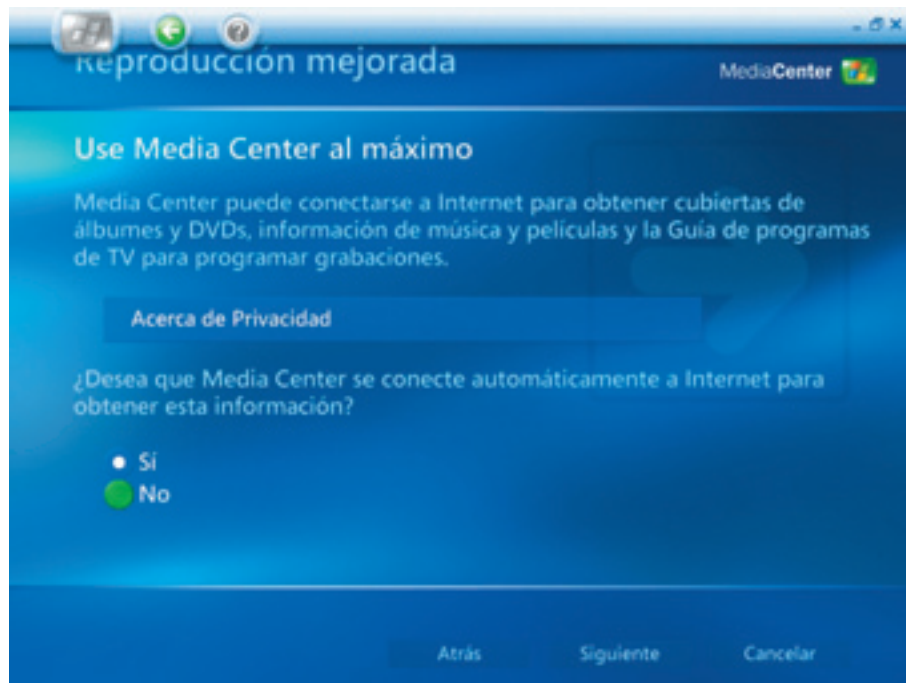 Reproducción mejorada
MediaCenter
Use Media Center al máximo
Media Center puede conectarse a Internet para obtener cubiertas de
álbumes y DVDs, información de música y películas y la Guía de programas
de TV para programar grabaciones.
Acerca de Privacidad
¿Desea que Media Center se conecte automáticamente a Internet para
obtener esta información?
Sí
No
Atrás Siguiente Cancelar